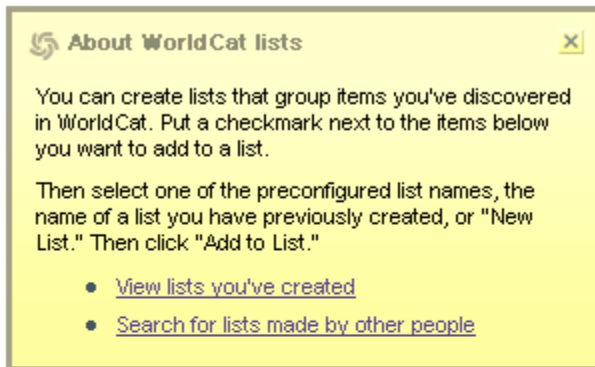 About WorldCat lists
You can create lists that group items you've discovered
in WorldCat. Put a checkmark next to the items below
you want to add to a list.
Then select one of the preconfigured list names, the
name of a list you have previously created, or "New
List." Then click "Add to List."
View lists you've created
Search for lists made by other people